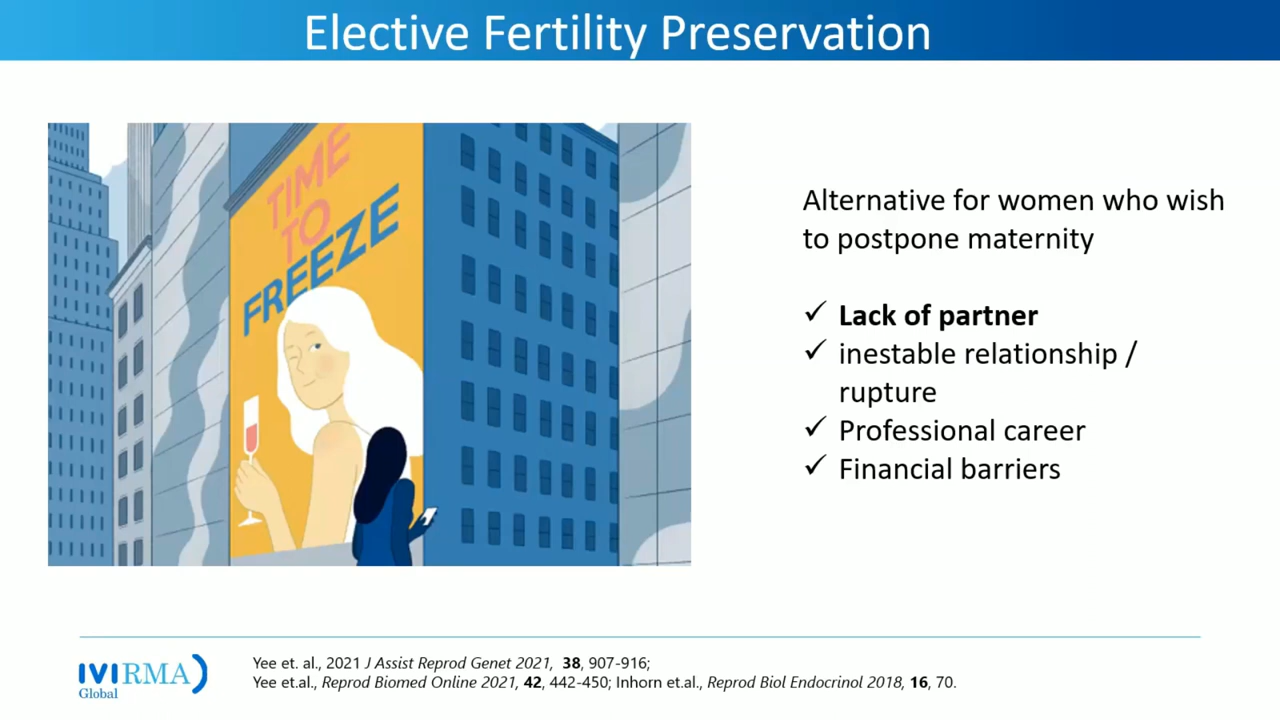 Elective Fertility Preservation
TIME
TO
FREEZE
Alternative for women who wish
to postpone maternity
✓ Lack of partner
✓ inestable relationship /
rupture
✓ Professional career
✓ Financial barriers
IVIRMA
Global
Yee et. al., 2021 J Assist Reprod Genet 2021, 38, 907-916;
Yee et.al., Reprod Biomed Online 2021, 42, 442-450; Inhorn et.al., Reprod Biol Endocrinol 2018, 16, 70.